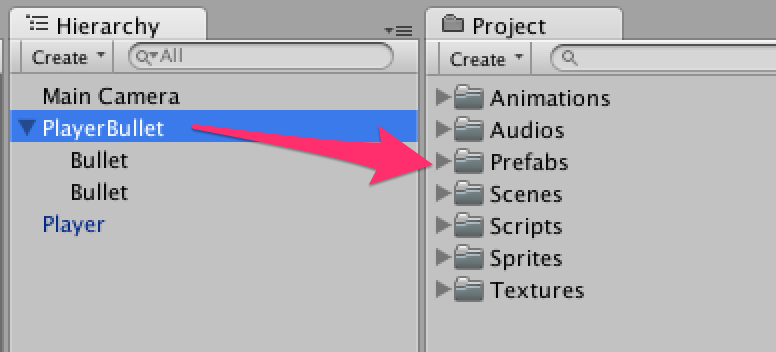 Hierarchy
Create
All
Main Camera
PlayerBullet
Bullet
Bullet
Player
Project
Create
Animations
Audios
Prefabs
Scenes
Scripts
Sprites
Textures